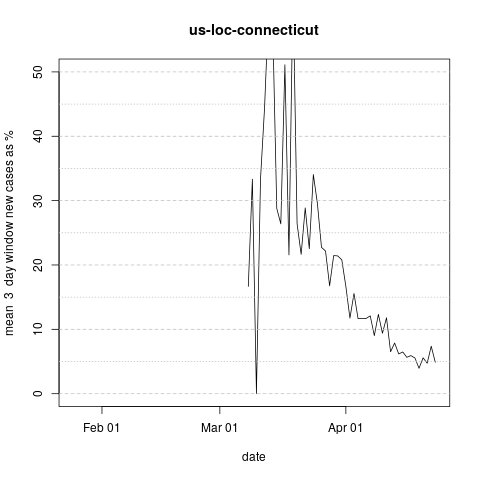 us-loc-connecticut
mean 3 day window new cases as %
50
40
30
20
10
0
Feb 01
Mar 01
Apr 01
date